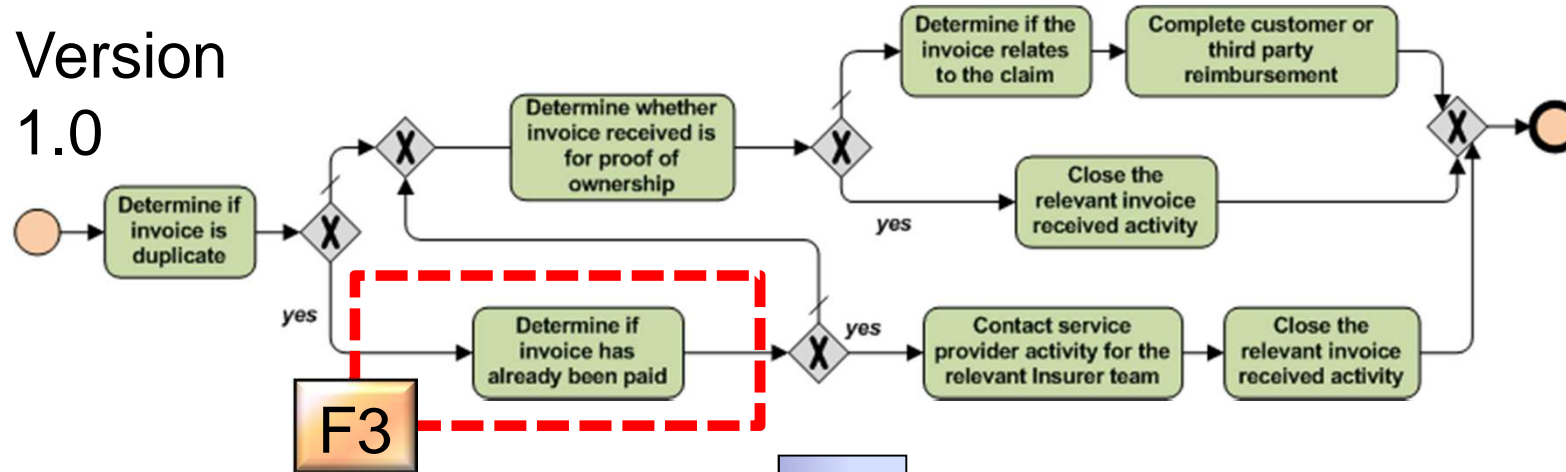 Version
1.0
Determine if
invoice is
duplicate
X
yes
X
Determine whether
invoice received is
for proof of
ownership
X
yes
Determine if the
invoice relates
to the claim
Complete customer or
third party
reimbursement
Close the
relevant invoice
received activity
X
Determine if
invoice has
already been paid
F3
X
yes
Contact service
provider activity for the
relevant Insurer team
Close the
relevant invoice
received activity